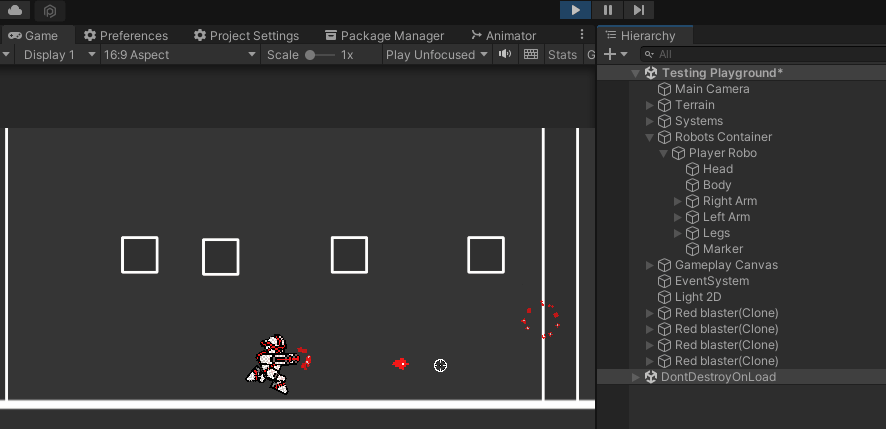 Game Preferences Project Settings Package Manager Animator
Display 1 16:9 Aspect Scale 1x Play Unfocused Stats G
Hierarchy
All
Testing Playground*
Main Camera
Terrain
Systems
Robots Container
Player Robo
Head
Body
Right Arm
Left Arm
Legs
Marker
Gameplay Canvas
EventSystem
Light 2D
Red blaster(Clone)
Red blaster(Clone)
Red blaster(Clone)
Red blaster(Clone)
DontDestroyOnLoad